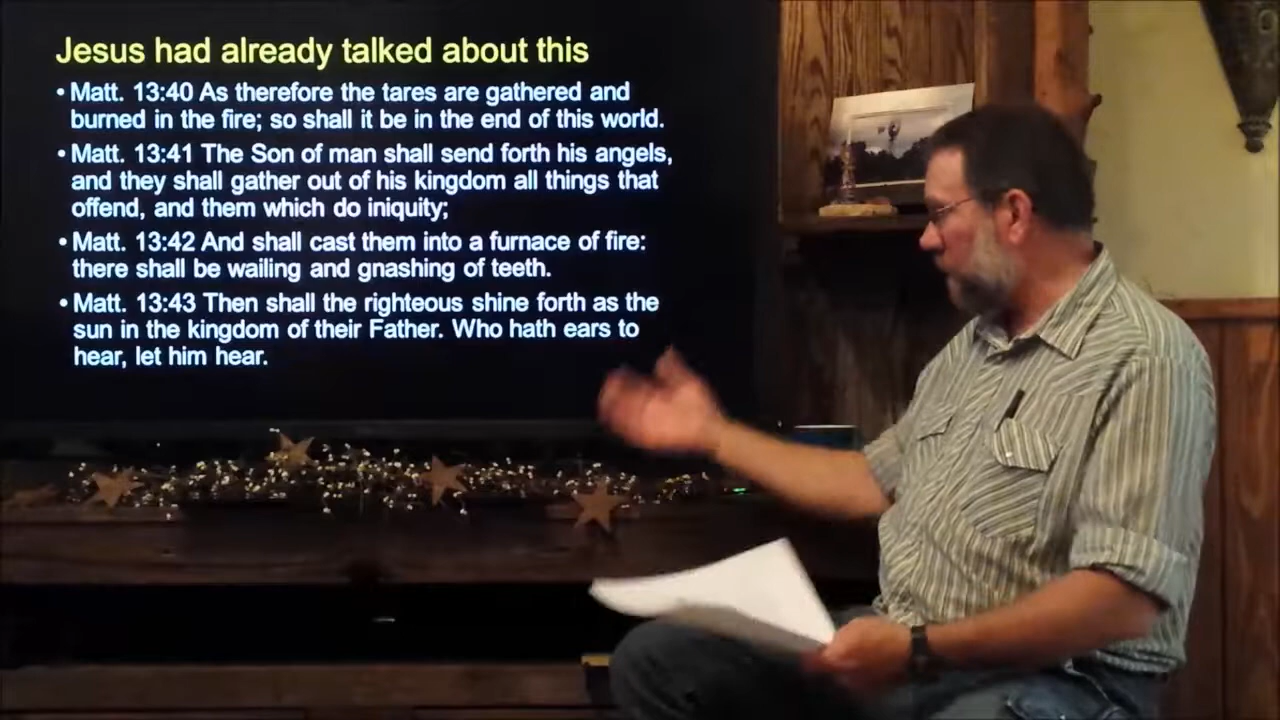 Jesus had already talked about this
• Matt. 13:40 As therefore the tares are gathered and
burned in the fire; so shall it be in the end of this world.
• Matt. 13:41 The Son of man shall send forth his angels,
and they shall gather out of his kingdom all things that
offend, and them which do iniquity;
• Matt. 13:42 And shall cast them into a furnace of fire:
there shall be wailing and gnashing of teeth.
• Matt. 13:43 Then shall the righteous shine forth as the
sun in the kingdom of their Father. Who hath ears to
hear, let him hear.